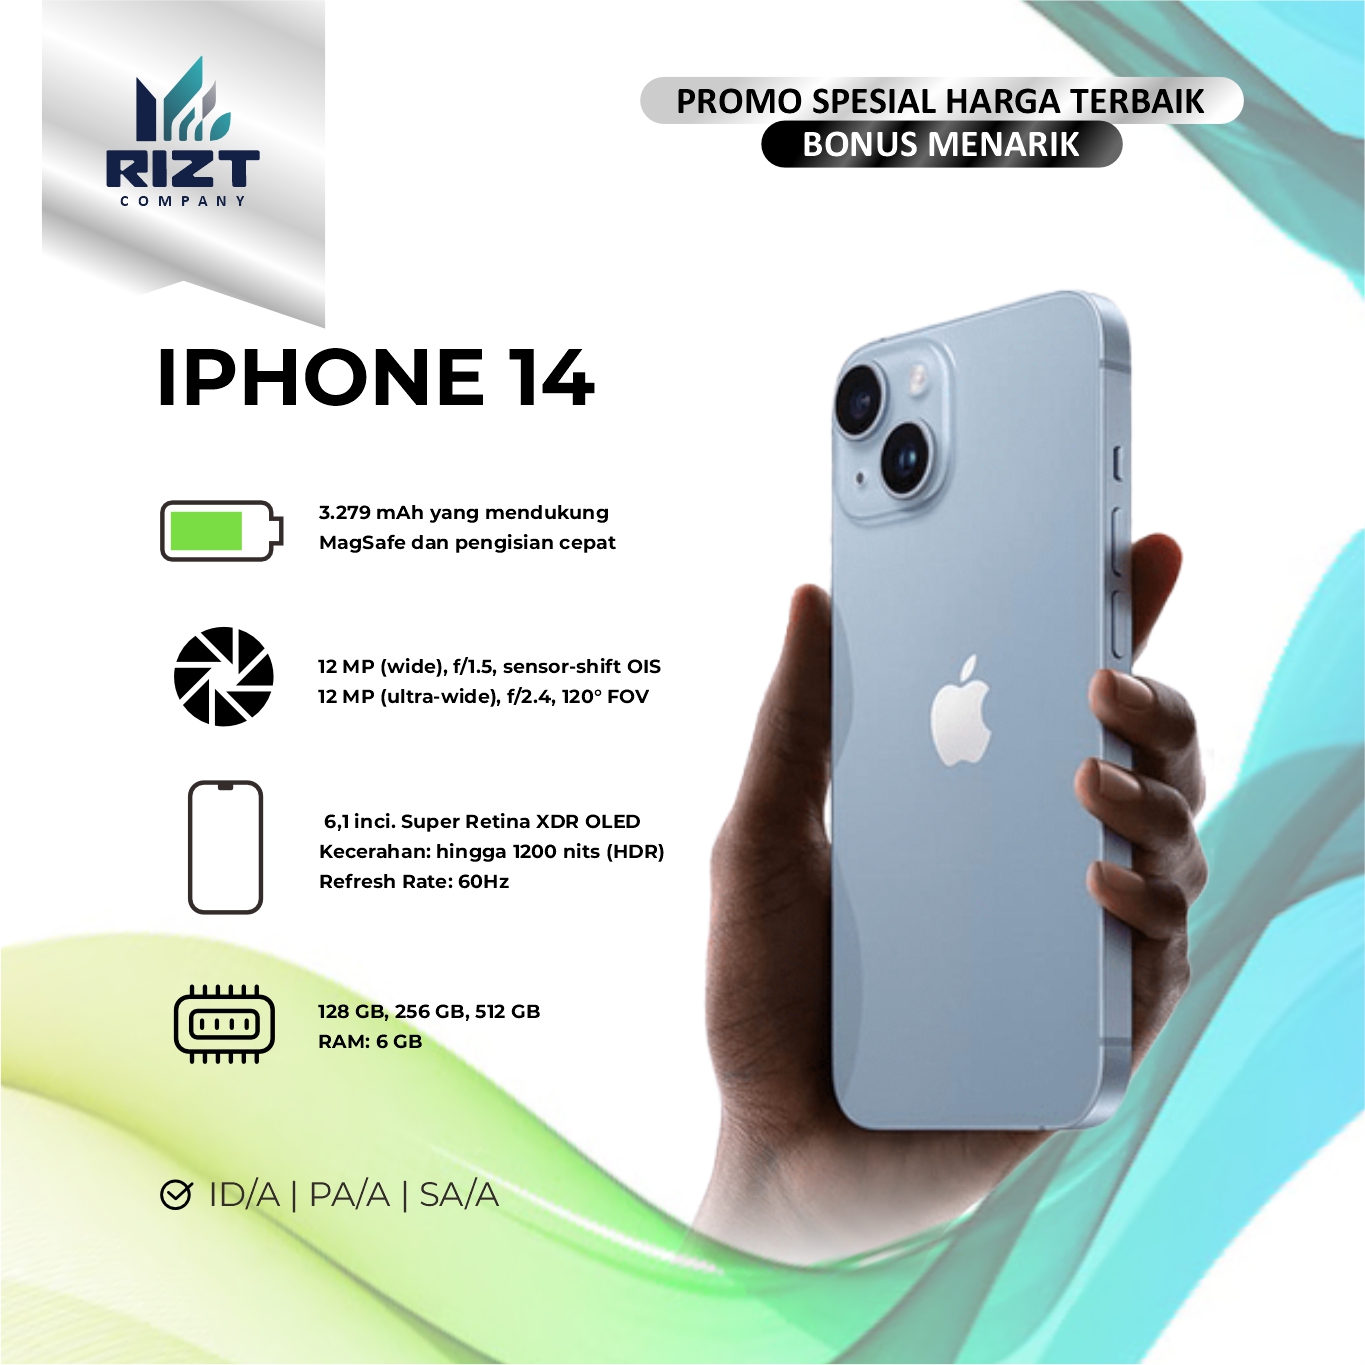 RIZT
COMPANY
PROMO SPESIAL HARGA TERBAIK
BONUS MENARIK
IPHONE 14
3.279 mAh yang mendukung
MagSafe dan pengisian cepat
12 MP (wide), f/1.5, sensor-shift OIS
12 MP (ultra-wide), f/2.4, 120° FOV
6,1 inci. Super Retina XDR OLED
Kecerahan: hingga 1200 nits (HDR)
Refresh Rate: 60Hz
128 GB, 256 GB, 512 GB
RAM: 6 GB
ID/A | PA/A | SA/A